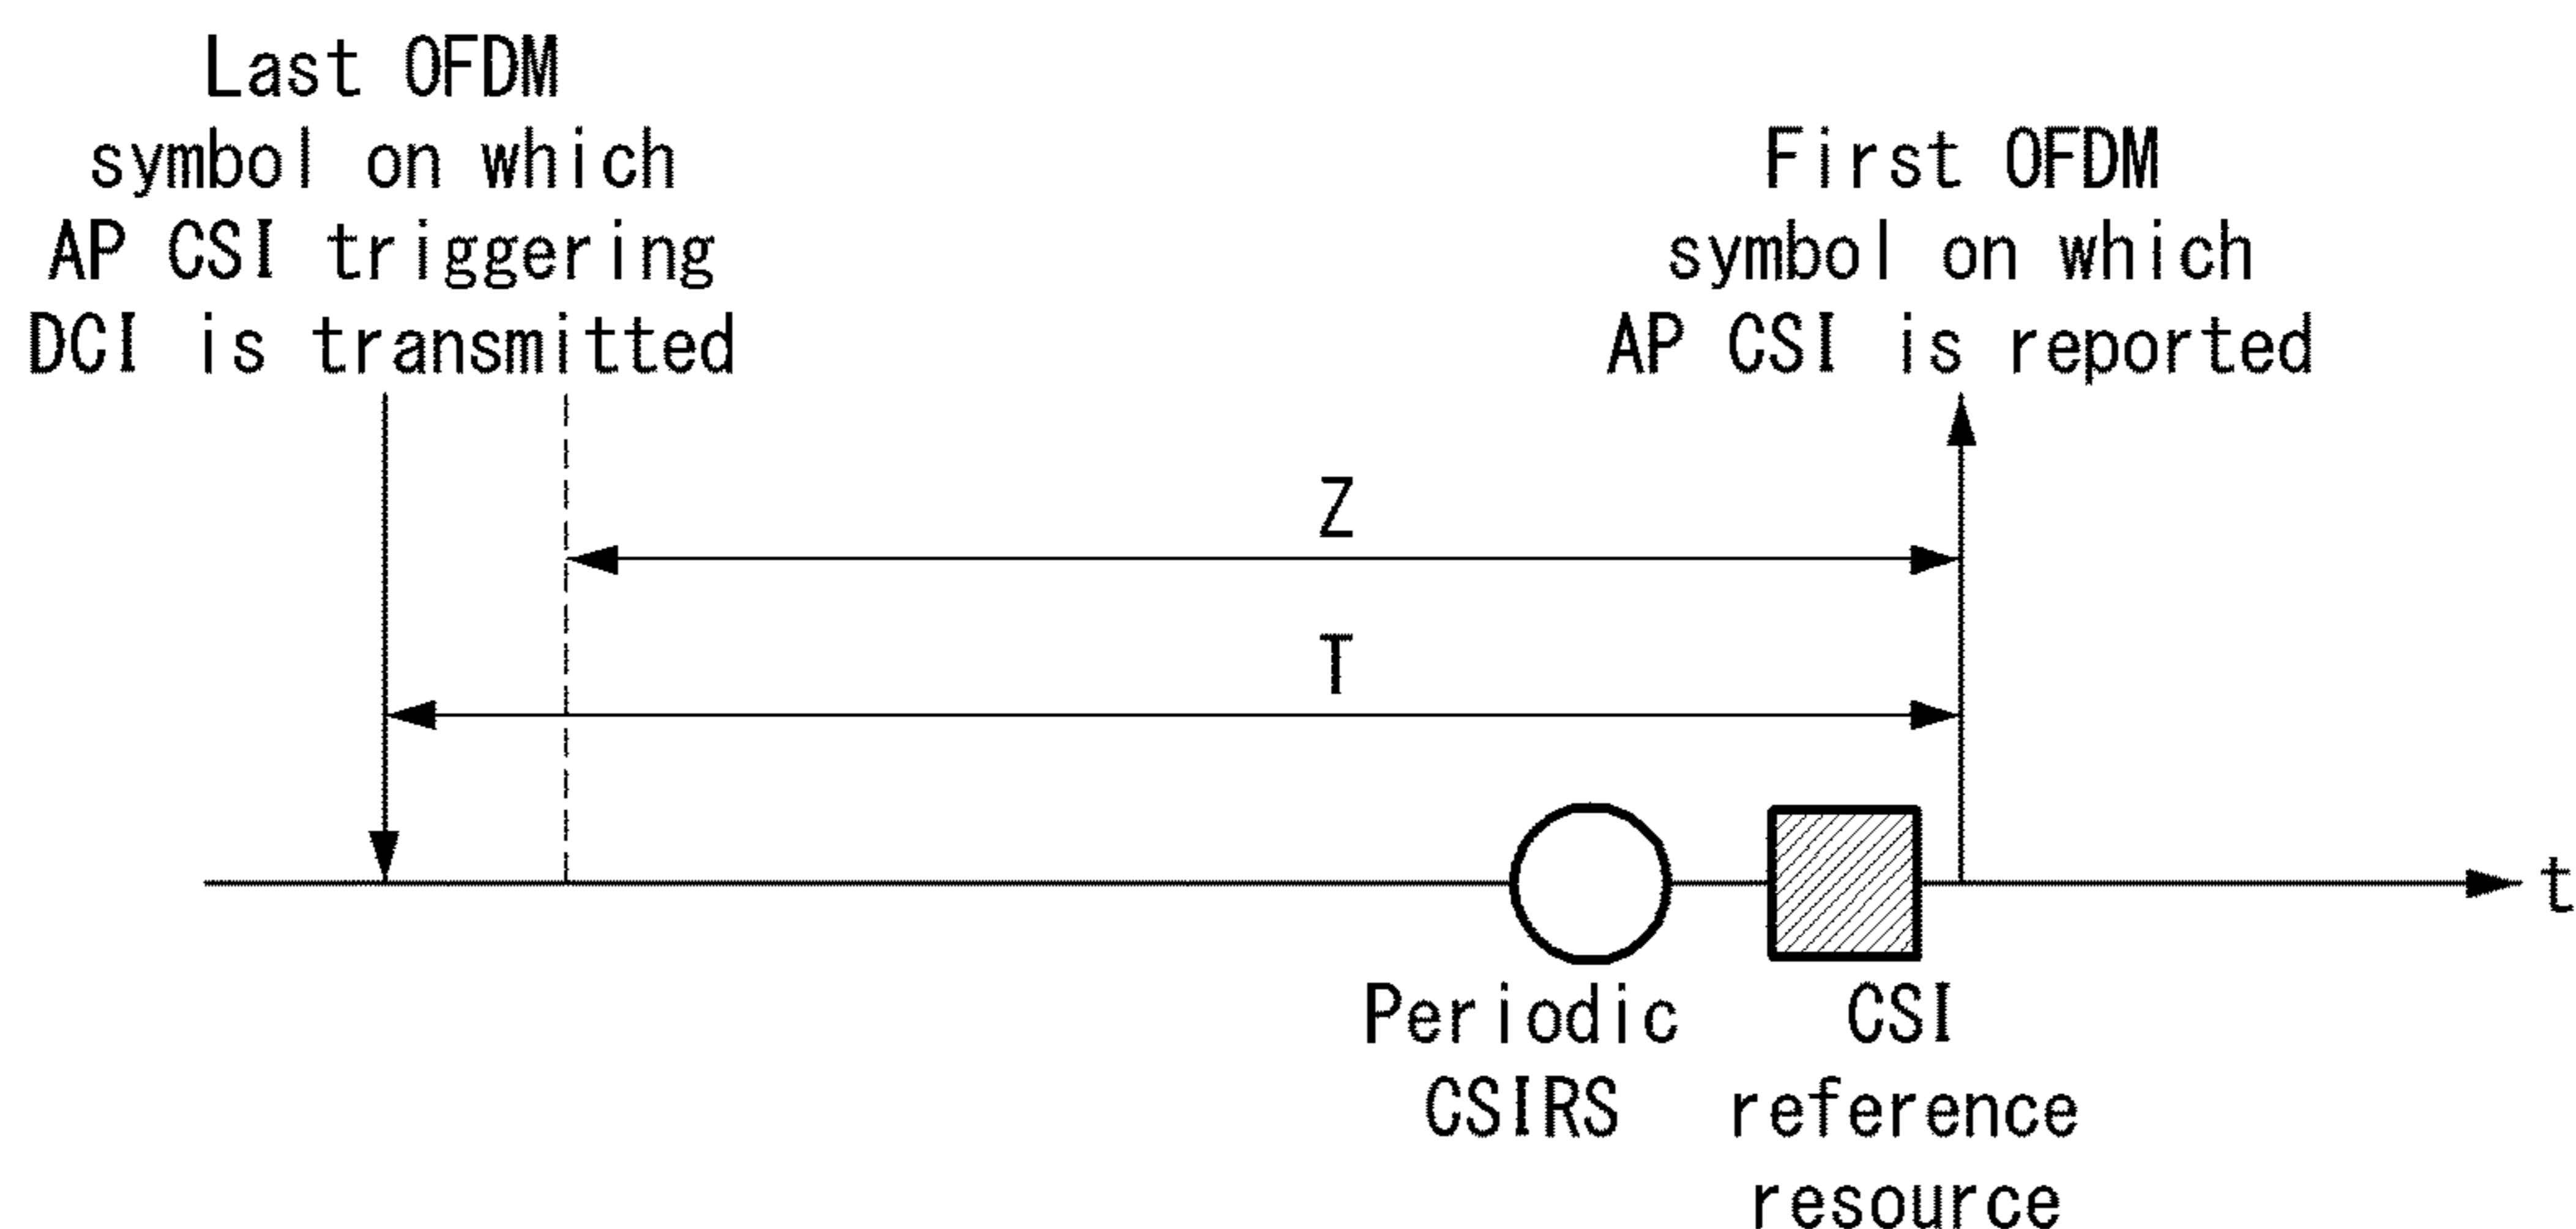 Last OFDM
symbol on which
AP CSI triggering
DCI is transmitted
First OFDM
symbol on which
AP CSI is reported
Z
T
t
Periodic
CSIRS
CSI
reference
resource